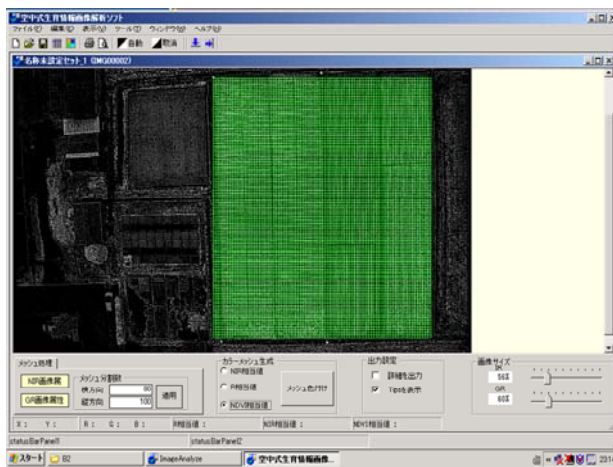 空中式生育情報画像解析ソフト
ファイル(F) 編集(E) 表示(V) ツール(T) ウィンドウ(W) ヘルプ(H)
自動 取消
名称未設定セット_1 (IMG00002)
メッシュ処理
NIR画像属
GR画像属性
メッシュ分割数
横方向 80
縦方向 100
適用
カラーメッシュ生成
NIR相当値
R相当値
NDVI相当値
メッシュ色付け
出力設定
詳細を出力
Tipsを表示
画像サイズ
IR
56%
GR
60%
X : Y : R : G : B : R相当値 : NIR相当値 : NDVI相当値 :
statusBarPanel1 statusBarPanel2
スタート B2 ImageAnalyze 空中式生育情報画像...